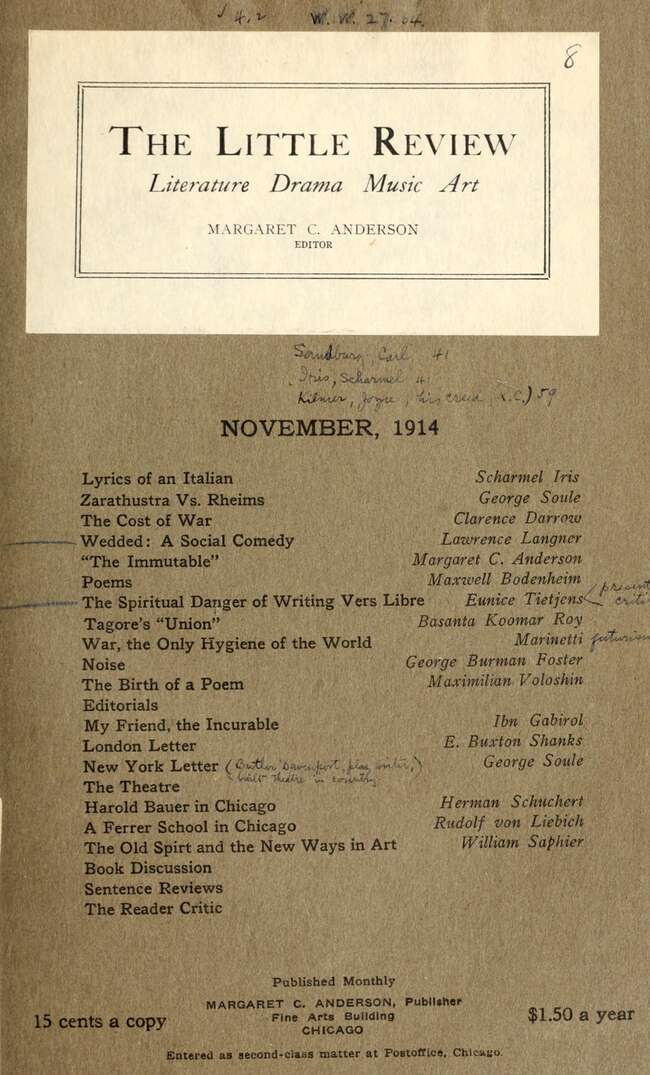 4.2 W. W. 27. 64.
8
THE LITTLE REVIEW
Literature Drama Music Art
MARGARET C. ANDERSON
EDITOR
Sandburg, Carl 41
Iris, Scharmel 41
Kilmer, Joyce, his creed (R.C.) 59
NOVEMBER, 1914
Lyrics of an Italian Scharmel Iris
Zarathustra Vs. Rheims George Soule
The Cost of War Clarence Darrow
Wedded: A Social Comedy Lawrence Langner
“The Immutable” Margaret C. Anderson
Poems Maxwell Bodenheim
The Spiritual Danger of Writing Vers Libre Eunice Tietjens present criti
Tagore's “Union” Basanta Koomar Roy
War, the Only Hygiene of the World Marinetti futurism
Noise George Burman Foster
The Birth of a Poem Maximilian Voloshin
Editorials
My Friend, the Incurable Ibn Gabirol
London Letter E. Buxton Shanks
New York Letter (Butler Davenport, play writer, George Soule
built theatre in country)
The Theatre
Harold Bauer in Chicago Herman Schuchert
A Ferrer School in Chicago Rudolf von Liebich
The Old Spirt and the New Ways in Art William Saphier
Book Discussion
Sentence Reviews
The Reader Critic
Published Monthly
15 cents a copy MARGARET C. ANDERSON, Publisher $1.50 a year
Fine Arts Building
CHICAGO
Entered as second-class matter at Postoffice, Chicago.